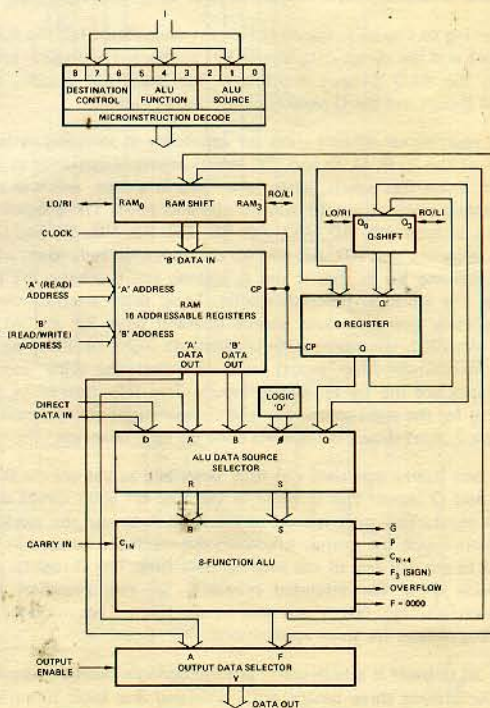 I
8 7 6 5 4 3 2 1 0
DESTINATION CONTROL
ALU FUNCTION
ALU SOURCE
MICROINSTRUCTION DECODE
LO/RI
RAM0
RAM SHIFT
RAM3
RO/LI
LO/RI
Q0
Q3
RO/LI
Q-SHIFT
CLOCK
'B' DATA IN
'A' (READ)
ADDRESS
'A' ADDRESS
RAM
16 ADDRESSABLE REGISTERS
CP
'B'
(READ/WRITE)
ADDRESS
'B' ADDRESS
'A'
DATA
OUT
'B'
DATA
OUT
F
Q'
Q REGISTER
CP
Q
LOGIC
'0'
DIRECT
DATA IN
D
A
B
Ø
Q
ALU DATA SOURCE
SELECTOR
R
S
R
S
CARRY IN
CIN
8-FUNCTION ALU
G
P
CN+4
F3 (SIGN)
OVERFLOW
F = 0000
OUTPUT
ENABLE
A
F
OUTPUT DATA SELECTOR
Y
DATA OUT